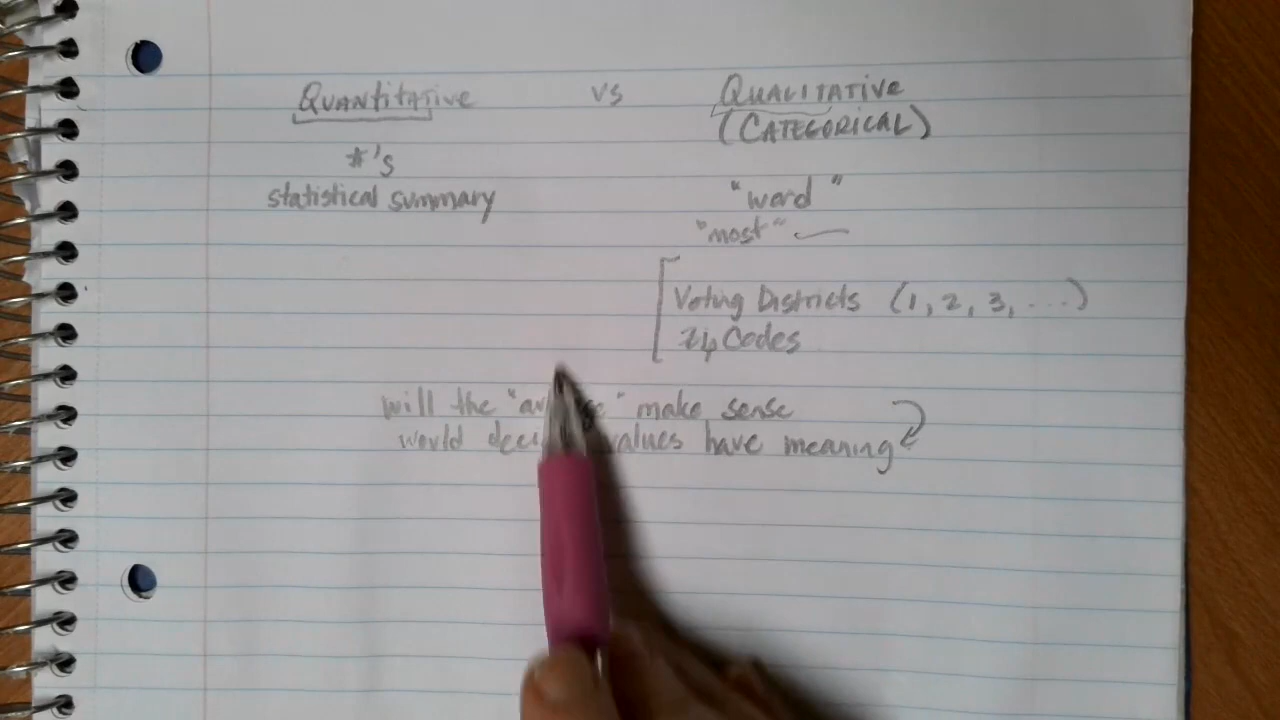 QUANTITATIVE vs QUALITATIVE
(CATEGORICAL)
#'s
statistical summary
"word"
"most"
Voting Districts (1, 2, 3, ....)
Zip Codes
will the " " make sense
would values have meaning